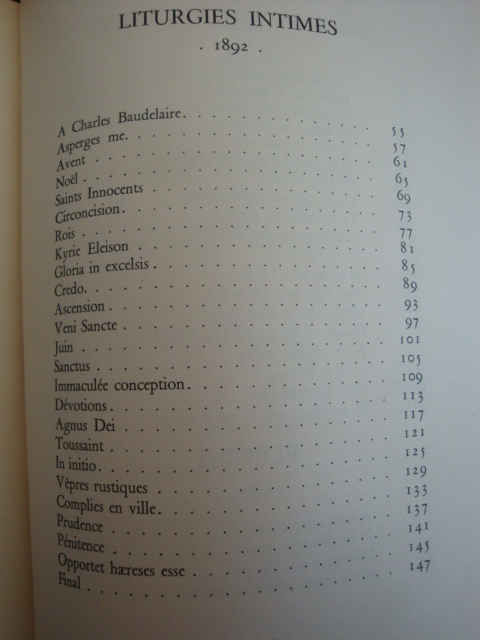 LITURGIES INTIMES
. 1892 .
A Charles Baudelaire. . . . . . . . . . . . 55
Asperges me. . . . . . . . . . . . . . . 57
Avent . . . . . . . . . . . . . . . . . 61
Noël . . . . . . . . . . . . . . . . . 65
Saints Innocents . . . . . . . . . . . . . 69
Circoncision. . . . . . . . . . . . . . . 73
Rois . . . . . . . . . . . . . . . . . 77
Kyrie Eleison . . . . . . . . . . . . . . 81
Gloria in excelsis . . . . . . . . . . . . . 85
Credo. . . . . . . . . . . . . . . . . 89
Ascension . . . . . . . . . . . . . . . 93
Veni Sancte . . . . . . . . . . . . . . . 97
Juin . . . . . . . . . . . . . . . . . 101
Sanctus . . . . . . . . . . . . . . . . 105
Immaculée conception. . . . . . . . . . . . 109
Dévotions. . . . . . . . . . . . . . . . 113
Agnus Dei . . . . . . . . . . . . . . . 117
Toussaint . . . . . . . . . . . . . . . 121
In initio. . . . . . . . . . . . . . . . 125
Vêpres rustiques . . . . . . . . . . . . . 129
Complies en ville. . . . . . . . . . . . . 133
Prudence . . . . . . . . . . . . . . . 137
Pénitence . . . . . . . . . . . . . . . 141
Opportet hæreses esse . . . . . . . . . . . 145
Final . . . . . . . . . . . . . . . . . 147